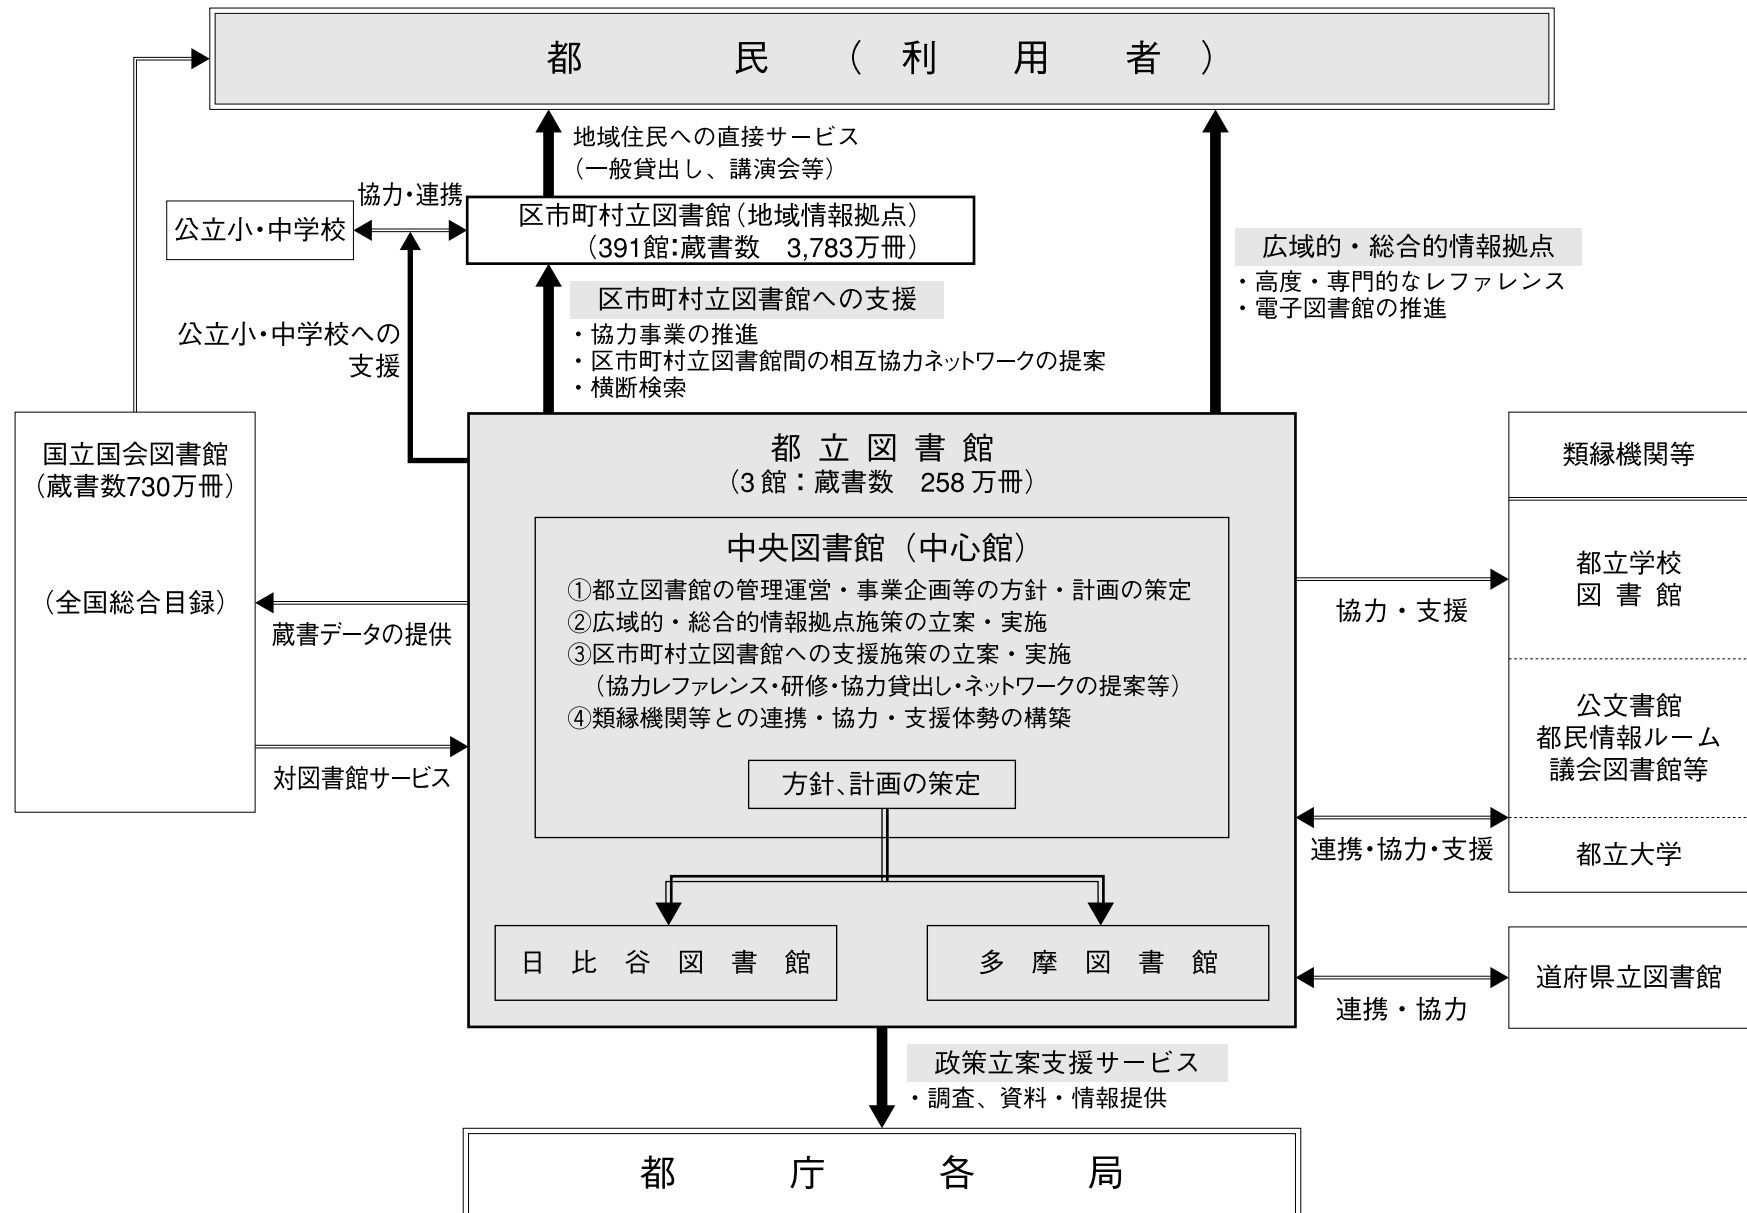 都民（利用者）
地域住民への直接サービス
（一般貸出し、講演会等）
協力・連携
公立小・中学校
区市町村立図書館（地域情報拠点）
（391館：蔵書数　3,783万冊）
広域的・総合的情報拠点
・高度・専門的なレファレンス
・電子図書館の推進
区市町村立図書館への支援
・協力事業の推進
・区市町村立図書館間の相互協力ネットワークの提案
・横断検索
公立小・中学校への
支援
国立国会図書館
（蔵書数730万冊）
（全国総合目録）
蔵書データの提供
対図書館サービス
都立図書館
（3館：蔵書数　258万冊）
中央図書館（中心館）
①都立図書館の管理運営・事業企画等の方針・計画の策定
②広域的・総合的情報拠点施策の立案・実施
③区市町村立図書館への支援施策の立案・実施
（協力レファレンス・研修・協力貸出し・ネットワークの提案等）
④類縁機関等との連携・協力・支援体勢の構築
方針、計画の策定
日比谷図書館
多摩図書館
類縁機関等
都立学校
図書館
協力・支援
公文書館
都民情報ルーム
議会図書館等
連携・協力・支援
都立大学
道府県立図書館
連携・協力
政策立案支援サービス
・調査、資料・情報提供
都庁各局